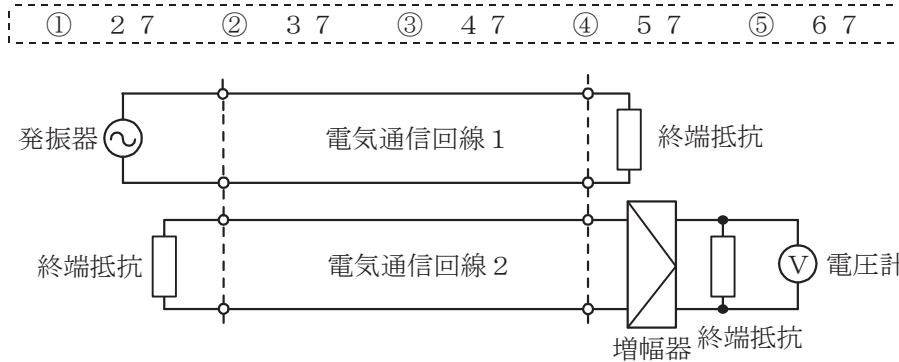 ① 27 ② 37 ③ 47 ④ 57 ⑤ 67
発振器
電気通信回線1
終端抵抗
終端抵抗
電気通信回線2
V
電圧計
増幅器
終端抵抗